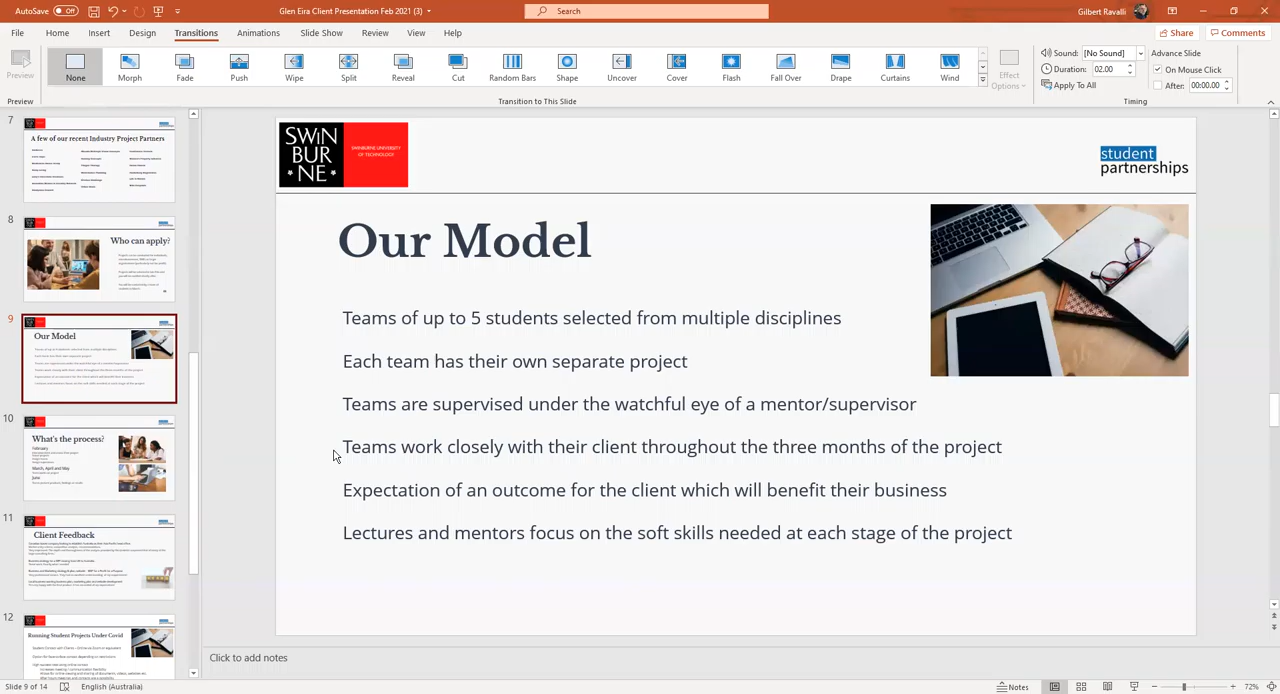 AutoSave
Off
Glen Eira Client Presentation Feb 2021 (3)
Search
Gilbert Ravalli
File
Home
Insert
Design
Transitions
Animations
Slide Show
Review
View
Help
Share
Comments
Preview
None
Morph
Fade
Push
Wipe
Split
Reveal
Cut
Random Bars
Shape
Uncover
Cover
Flash
Fall Over
Drape
Curtains
Wind
Effect
Options
Sound:
[No Sound]
Duration:
02.00
Apply To All
Advance Slide
On Mouse Click
After:
00:00.00
Preview
Transition to This Slide
Timing
7
A few of our recent Industry Project Partners
8
Who can apply?
9
Our Model
10
What's the process?
February
March, April and May
June
11
Client Feedback
12
Running Student Projects Under Covid
SWIN
BUR
NE
SWINBURNE UNIVERSITY
OF TECHNOLOGY
student
partnerships
Our Model
Teams of up to 5 students selected from multiple disciplines
Each team has their own separate project
Teams are supervised under the watchful eye of a mentor/supervisor
Teams work closely with their client throughout the three months of the project
Expectation of an outcome for the client which will benefit their business
Lectures and mentors focus on the soft skills needed at each stage of the project
Click to add notes
Slide 9 of 14
English (Australia)
Notes
72%